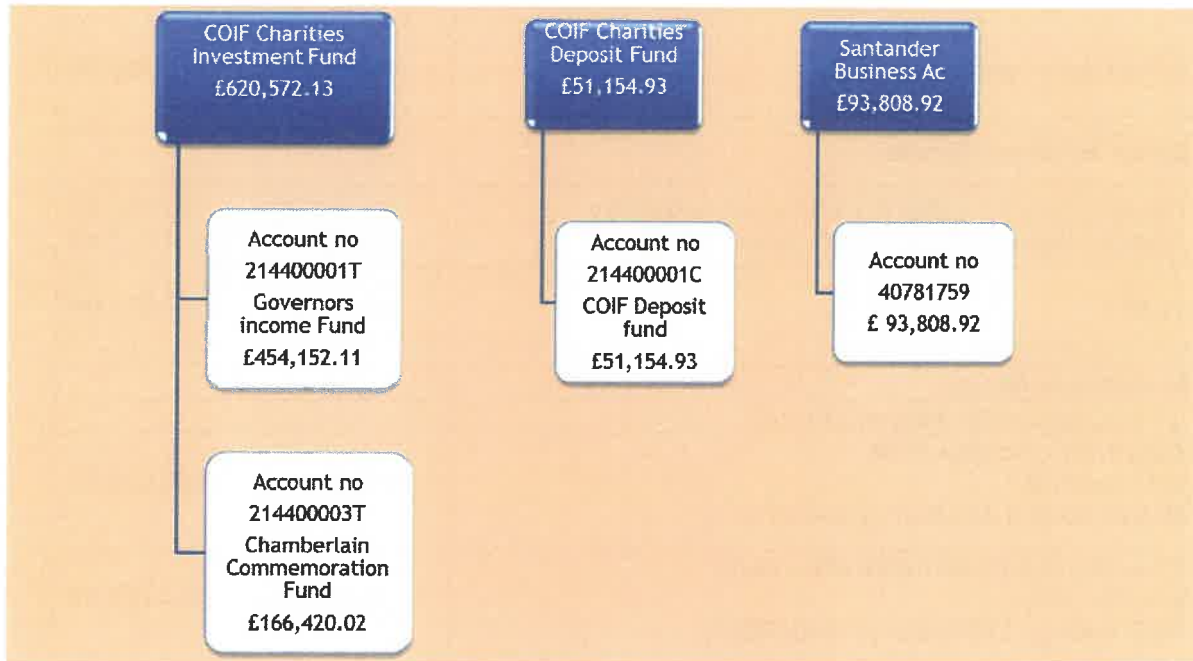 COIF Charities
Investment Fund
£620,572.13
Account no
214400001T
Governors
income Fund
£454,152.11
Account no
214400003T
Chamberlain
Commemoration
Fund
£166,420.02
COIF Charities
Deposit Fund
£51,154.93
Account no
214400001C
COIF Deposit
fund
£51,154.93
Santander
Business Ac
£93,808.92
Account no
40781759
£ 93,808.92